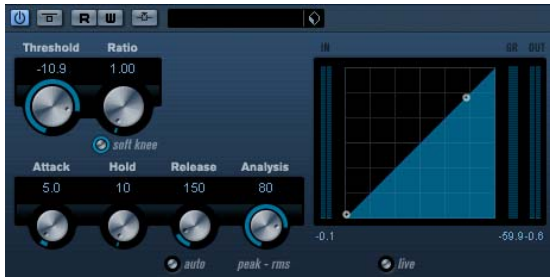 R W
Threshold Ratio
-10.9 1.00
soft knee
Attack Hold Release Analysis
5.0 10 150 80
auto peak - rms
IN GR OUT
-0.1 -59.9 -0.6
live